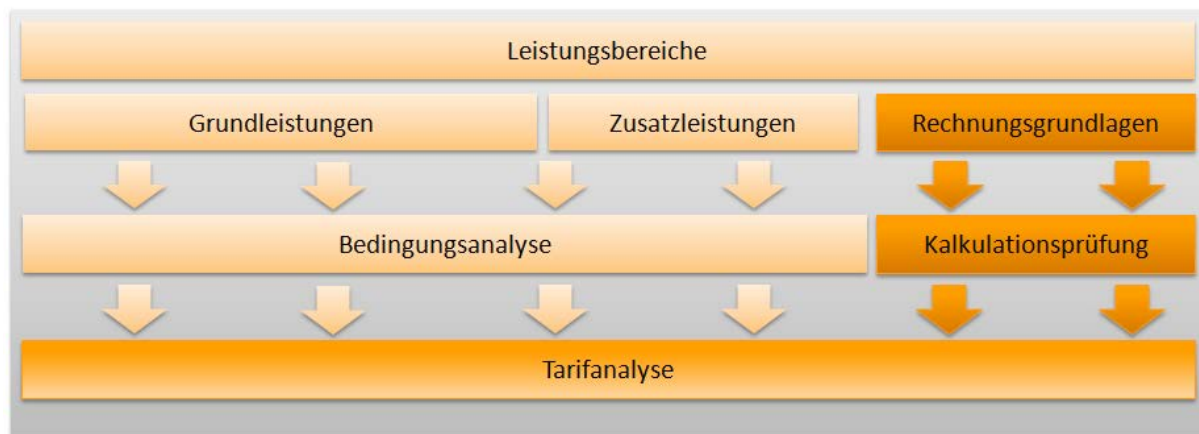 Leistungsbereiche
Grundleistungen
Zusatzleistungen
Rechnungsgrundlagen
Bedingungsanalyse
Kalkulationsprüfung
Tarifanalyse